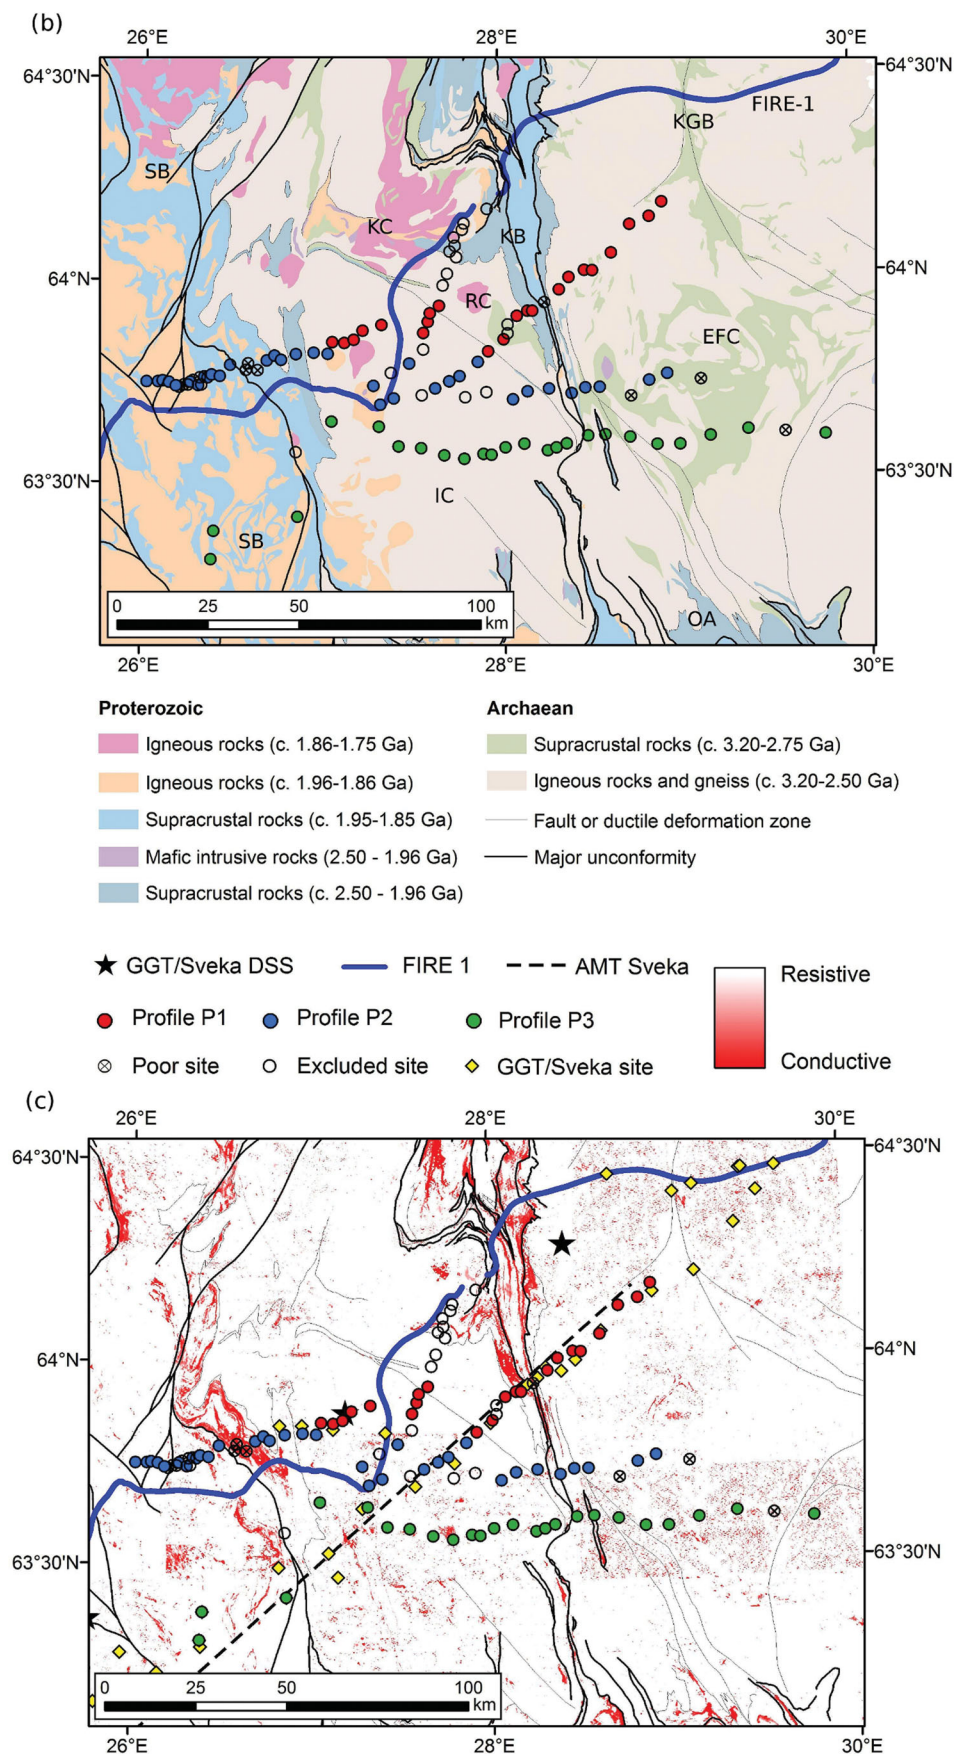 (b)
26°E 28°E 30°E
64°30'N 64°30'N
FIRE-1
KGB
SB
KC
KB
64°N 64°N
RC
EFC
63°30'N 63°30'N
IC
SB
OA
0 25 50 100
km
26°E 28°E 30°E
Proterozoic Archaean
Igneous rocks (c. 1.86-1.75 Ga) Supracrustal rocks (c. 3.20-2.75 Ga)
Igneous rocks (c. 1.96-1.86 Ga) Igneous rocks and gneiss (c. 3.20-2.50 Ga)
Supracrustal rocks (c. 1.95-1.85 Ga) Fault or ductile deformation zone
Mafic intrusive rocks (2.50 - 1.96 Ga) Major unconformity
Supracrustal rocks (c. 2.50 - 1.96 Ga)
GGT/Sveka DSS FIRE 1 AMT Sveka Resistive
Profile P1 Profile P2 Profile P3
Poor site Excluded site GGT/Sveka site Conductive
(c)
26°E 28°E 30°E
64°30'N 64°30'N
64°N 64°N
63°30'N 63°30'N
0 25 50 100
km
26°E 28°E 30°E